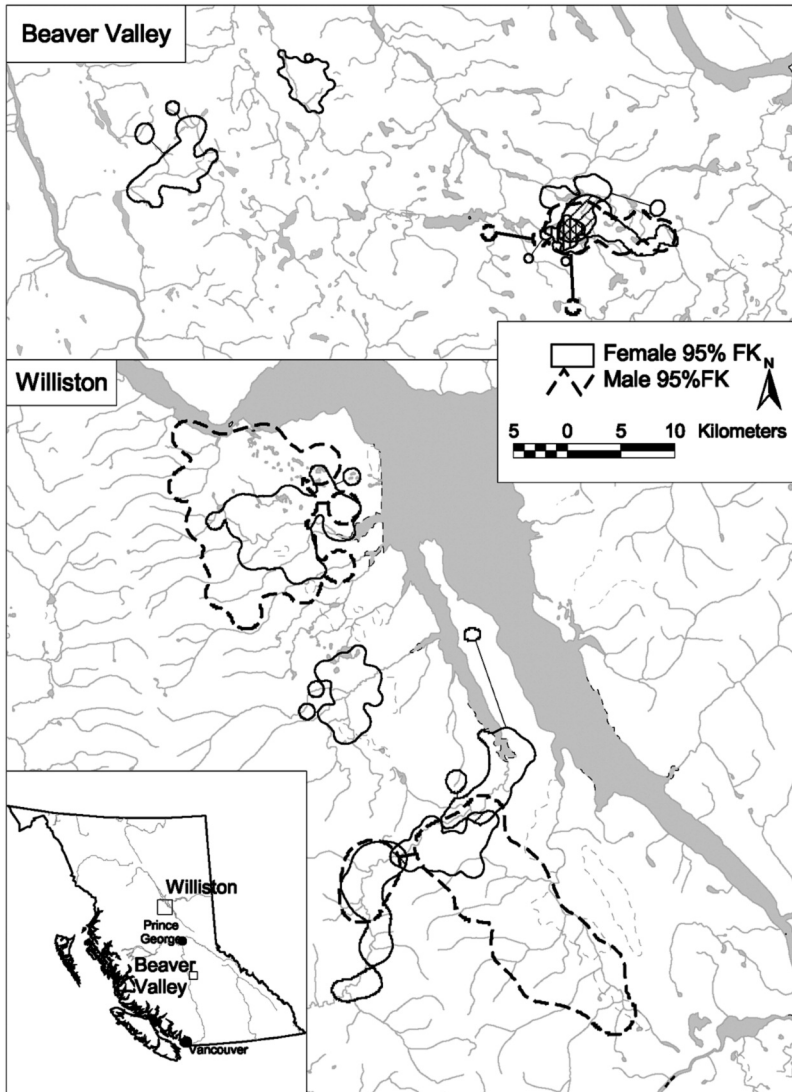 Beaver Valley
Female 95% FK
Male 95%FK
N
5 0 5 10 Kilometers
Williston
Williston
Prince
George
Beaver
Valley
Vancouver